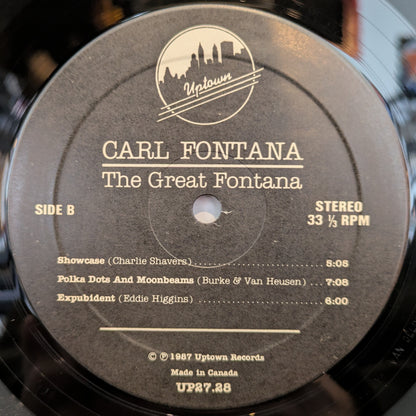 Uptown
CARL FONTANA
The Great Fontana
SIDE B
STEREO
33 ⅓ RPM
Showcase (Charlie Shavers) ........................ 5:05
Polka Dots And Moonbeams (Burke & Van Heusen) ... 7:08
Expubident (Eddie Higgins) ........................ 6:00
© ℗ 1987 Uptown Records
Made in Canada
UP27.28